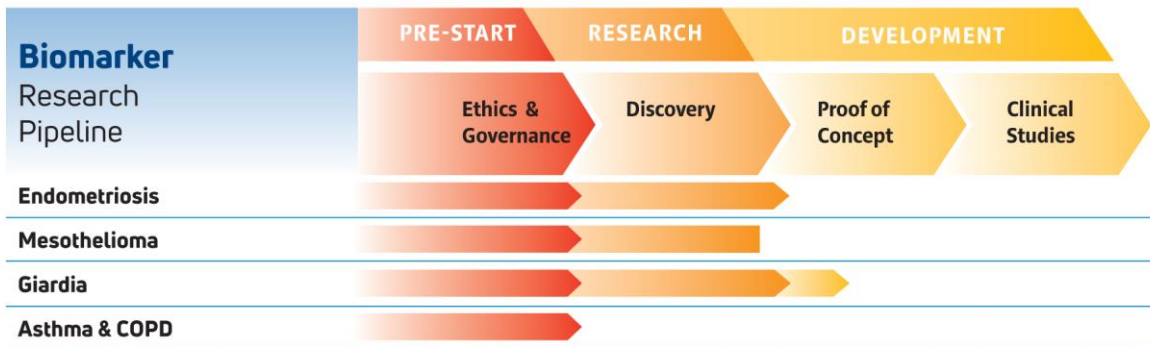 PRE-START RESEARCH DEVELOPMENT
Biomarker
Research
Pipeline
Ethics &
Governance
Discovery
Proof of
Concept
Clinical
Studies
Endometriosis
Mesothelioma
Giardia
Asthma & COPD